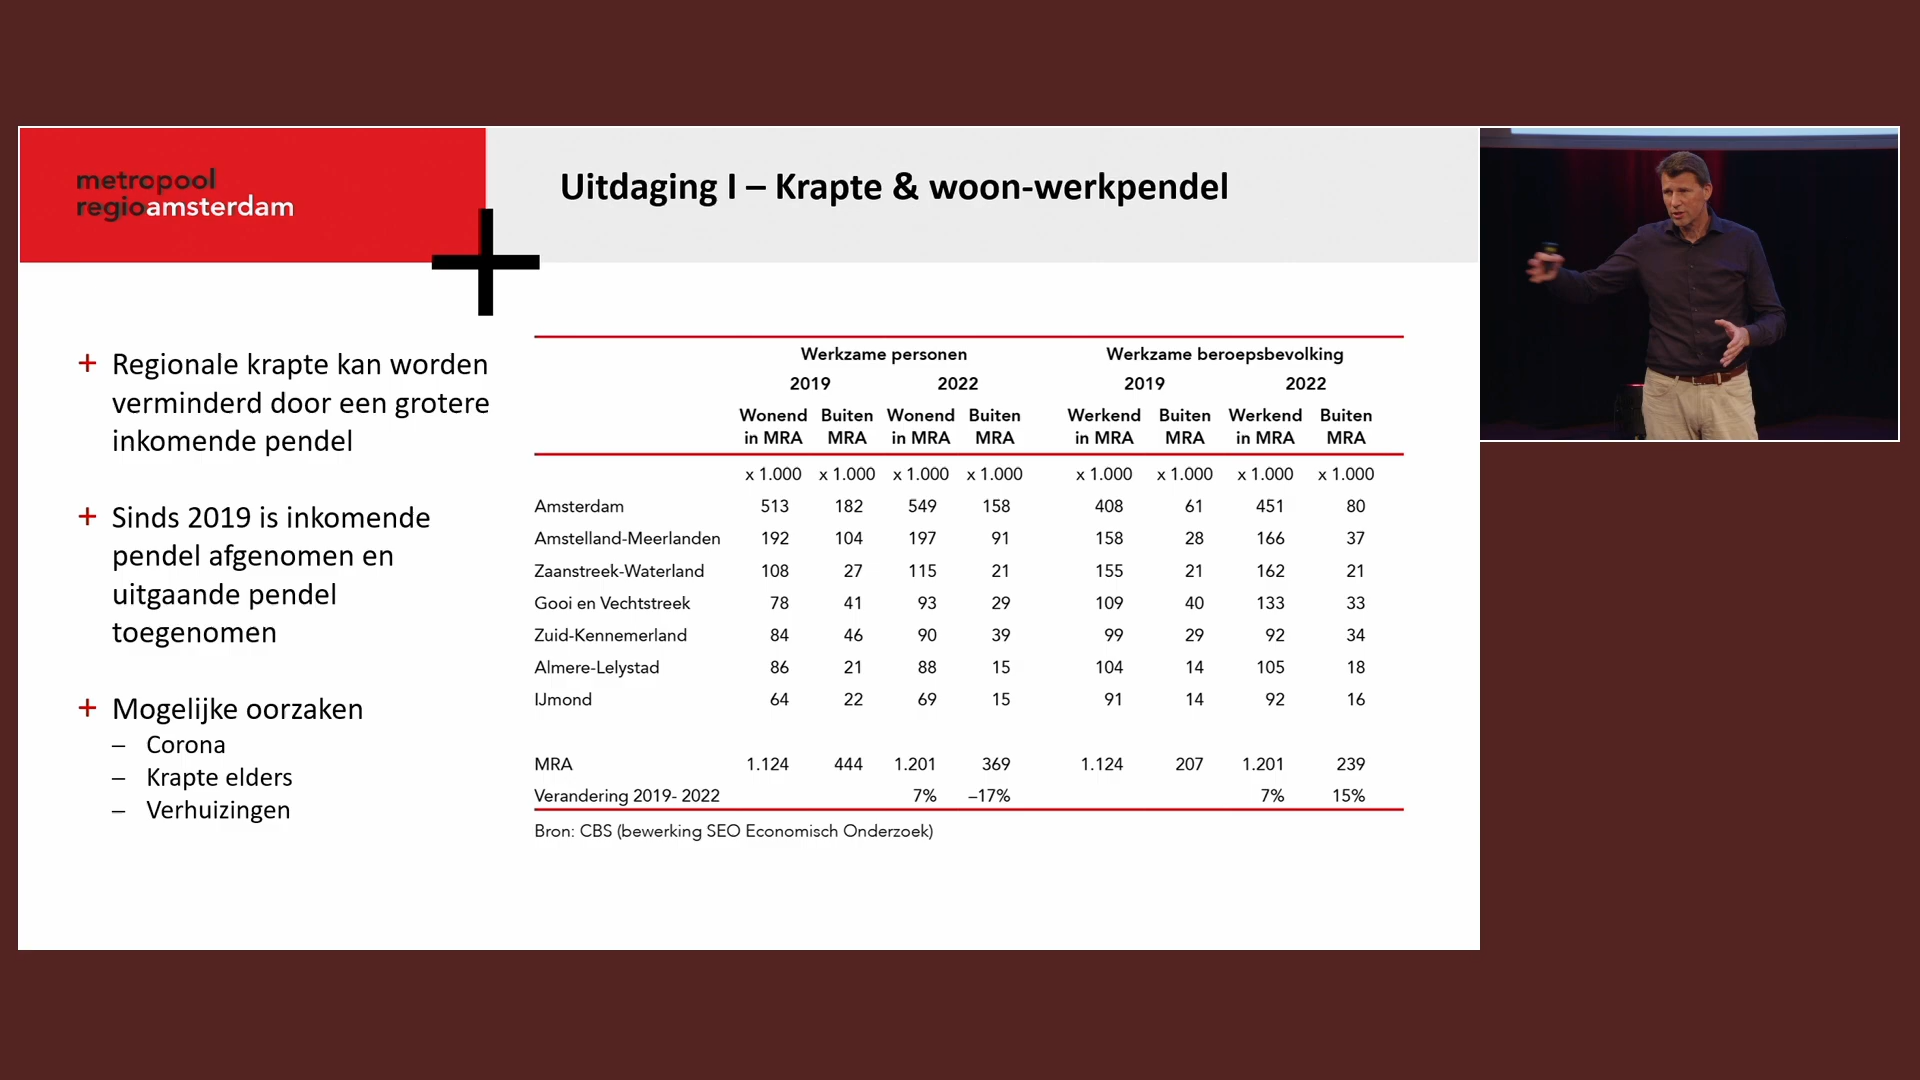 metropool
regioamsterdam
Uitdaging I – Krapte & woon-werkpendel
+ Regionale krapte kan worden
verminderd door een grotere
inkomende pendel
+ Sinds 2019 is inkomende
pendel afgenomen en
uitgaande pendel
toegenomen
+ Mogelijke oorzaken
– Corona
– Krapte elders
– Verhuizingen
Werkzame personen Werkzame beroepsbevolking
2019 2022 2019 2022
Wonend Buiten Wonend Buiten Werkend Buiten Werkend Buiten
in MRA MRA in MRA MRA in MRA MRA in MRA MRA
x 1.000 x 1.000 x 1.000 x 1.000 x 1.000 x 1.000 x 1.000 x 1.000
Amsterdam 513 182 549 158 408 61 451 80
Amstelland-Meerlanden 192 104 197 91 158 28 166 37
Zaanstreek-Waterland 108 27 115 21 155 21 162 21
Gooi en Vechtstreek 78 41 93 29 109 40 133 33
Zuid-Kennemerland 84 46 90 39 99 29 92 34
Almere-Lelystad 86 21 88 15 104 14 105 18
IJmond 64 22 69 15 91 14 92 16
MRA 1.124 444 1.201 369 1.124 207 1.201 239
Verandering 2019- 2022 7% –17% 7% 15%
Bron: CBS (bewerking SEO Economisch Onderzoek)